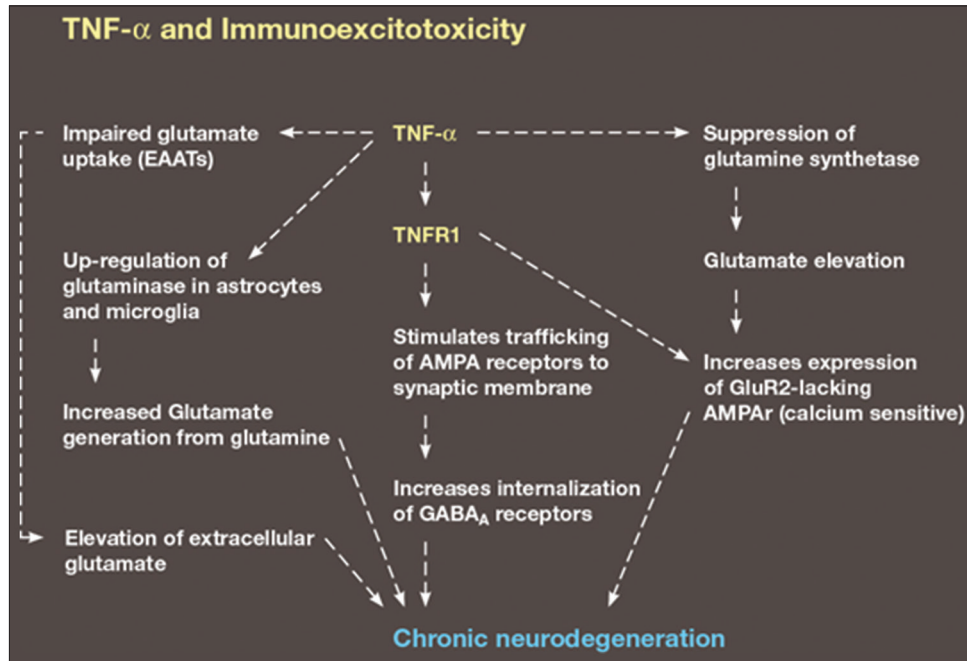 TNF-α and Immunoexcitotoxicity
Impaired glutamate
uptake (EAATs)
TNF-α
Suppression of
glutamine synthetase
TNFR1
Up-regulation of
glutaminase in astrocytes
and microglia
Glutamate elevation
Stimulates trafficking
of AMPA receptors to
synaptic membrane
Increases expression
of GluR2-lacking
AMPAr (calcium sensitive)
Increased Glutamate
generation from glutamine
Increases internalization
of GABAA receptors
Elevation of extracellular
glutamate
Chronic neurodegeneration